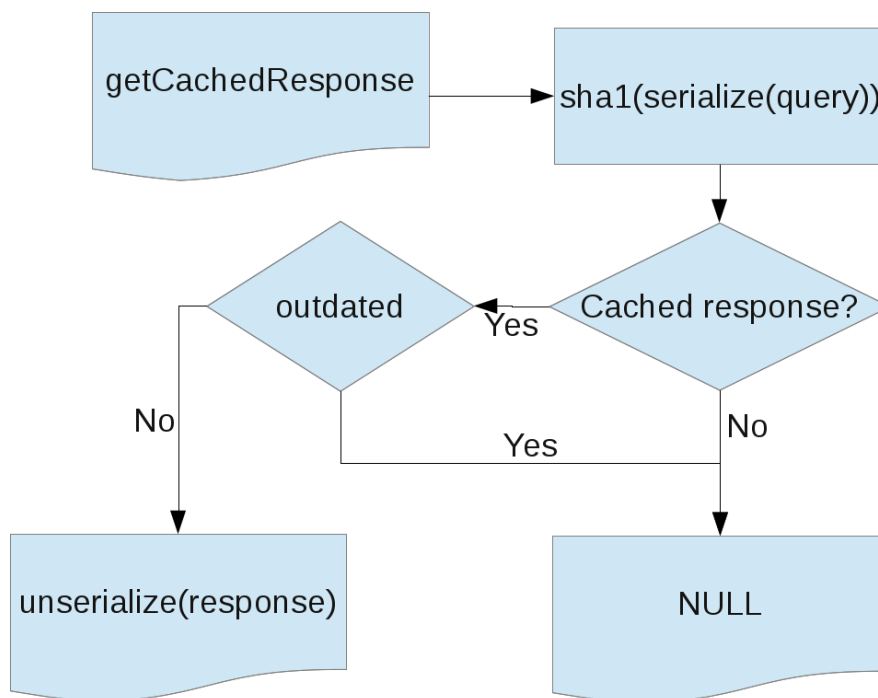 getCachedResponse
sha1(serialize(query))
outdated
Cached response?
Yes
No
No
Yes
unserialize(response)
NULL